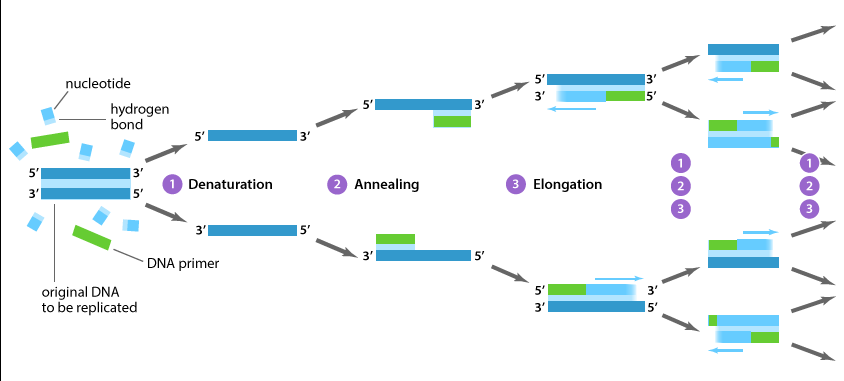 nucleotide
hydrogen
bond
5′ 3′
3′ 5′
DNA primer
original DNA
to be replicated
1 Denaturation
5′ 3′
3′ 5′
2 Annealing
5′ 3′
3′ 5′
3 Elongation
5′ 3′
3′ 5′
5′ 3′
3′ 5′
1
2
3
1
2
3